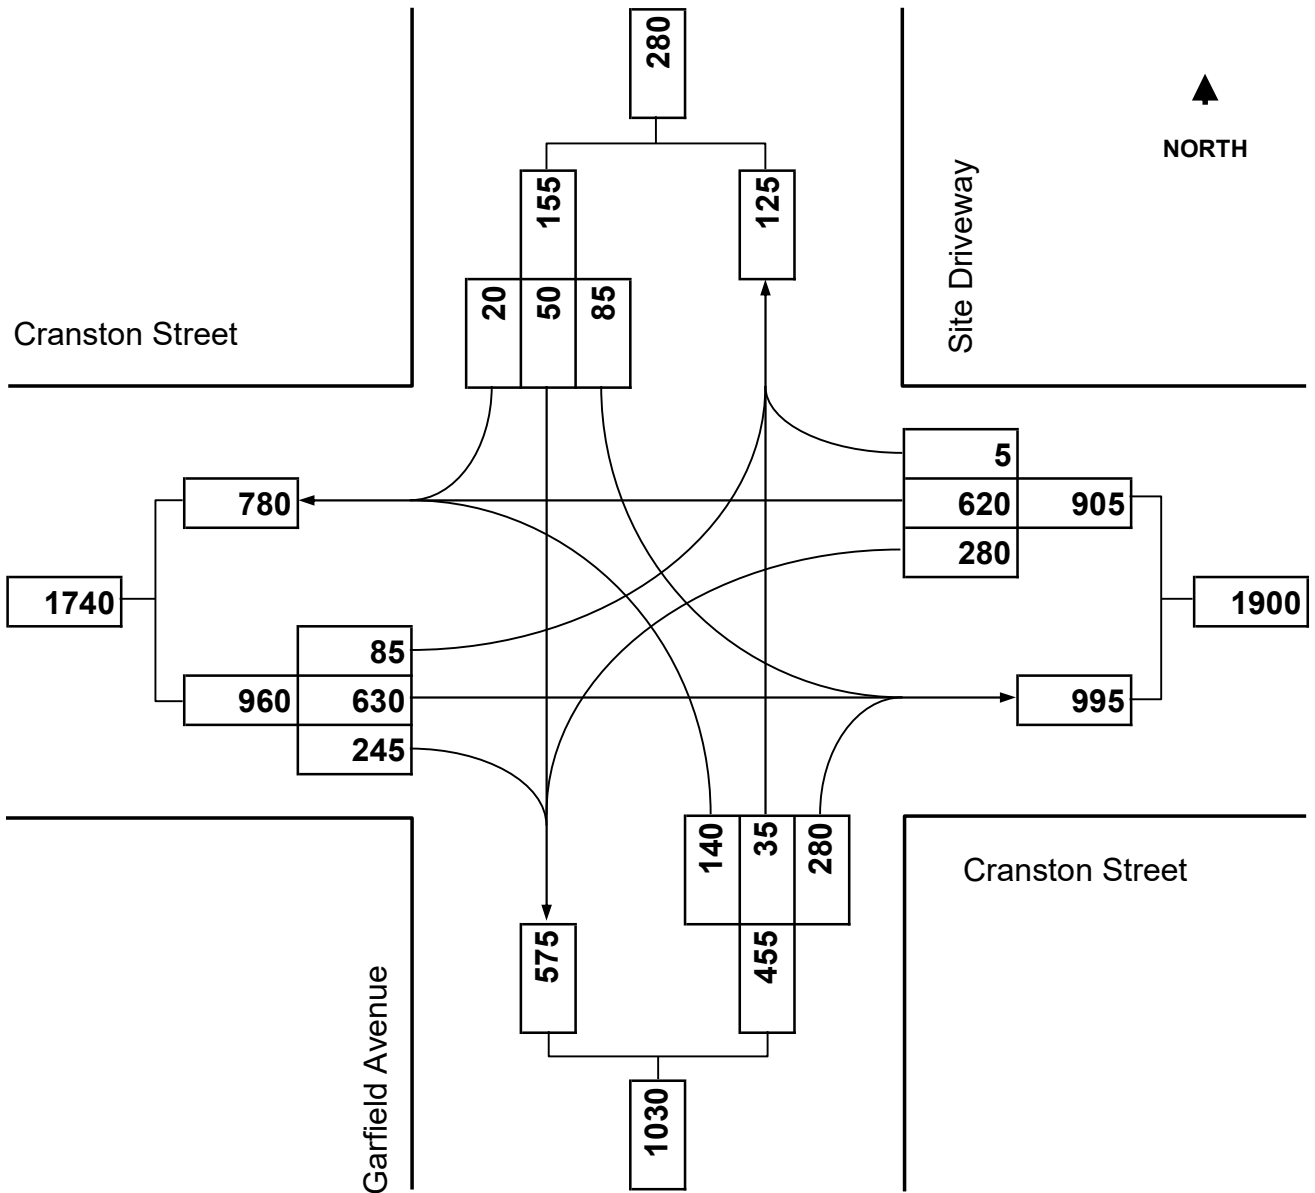 280
NORTH
155
125
Site Driveway
20 50 85
Cranston Street
5
780
620 905
280
1740
1900
85
960 630
995
245
140 35 280
Cranston Street
575
455
Garfield Avenue
1030